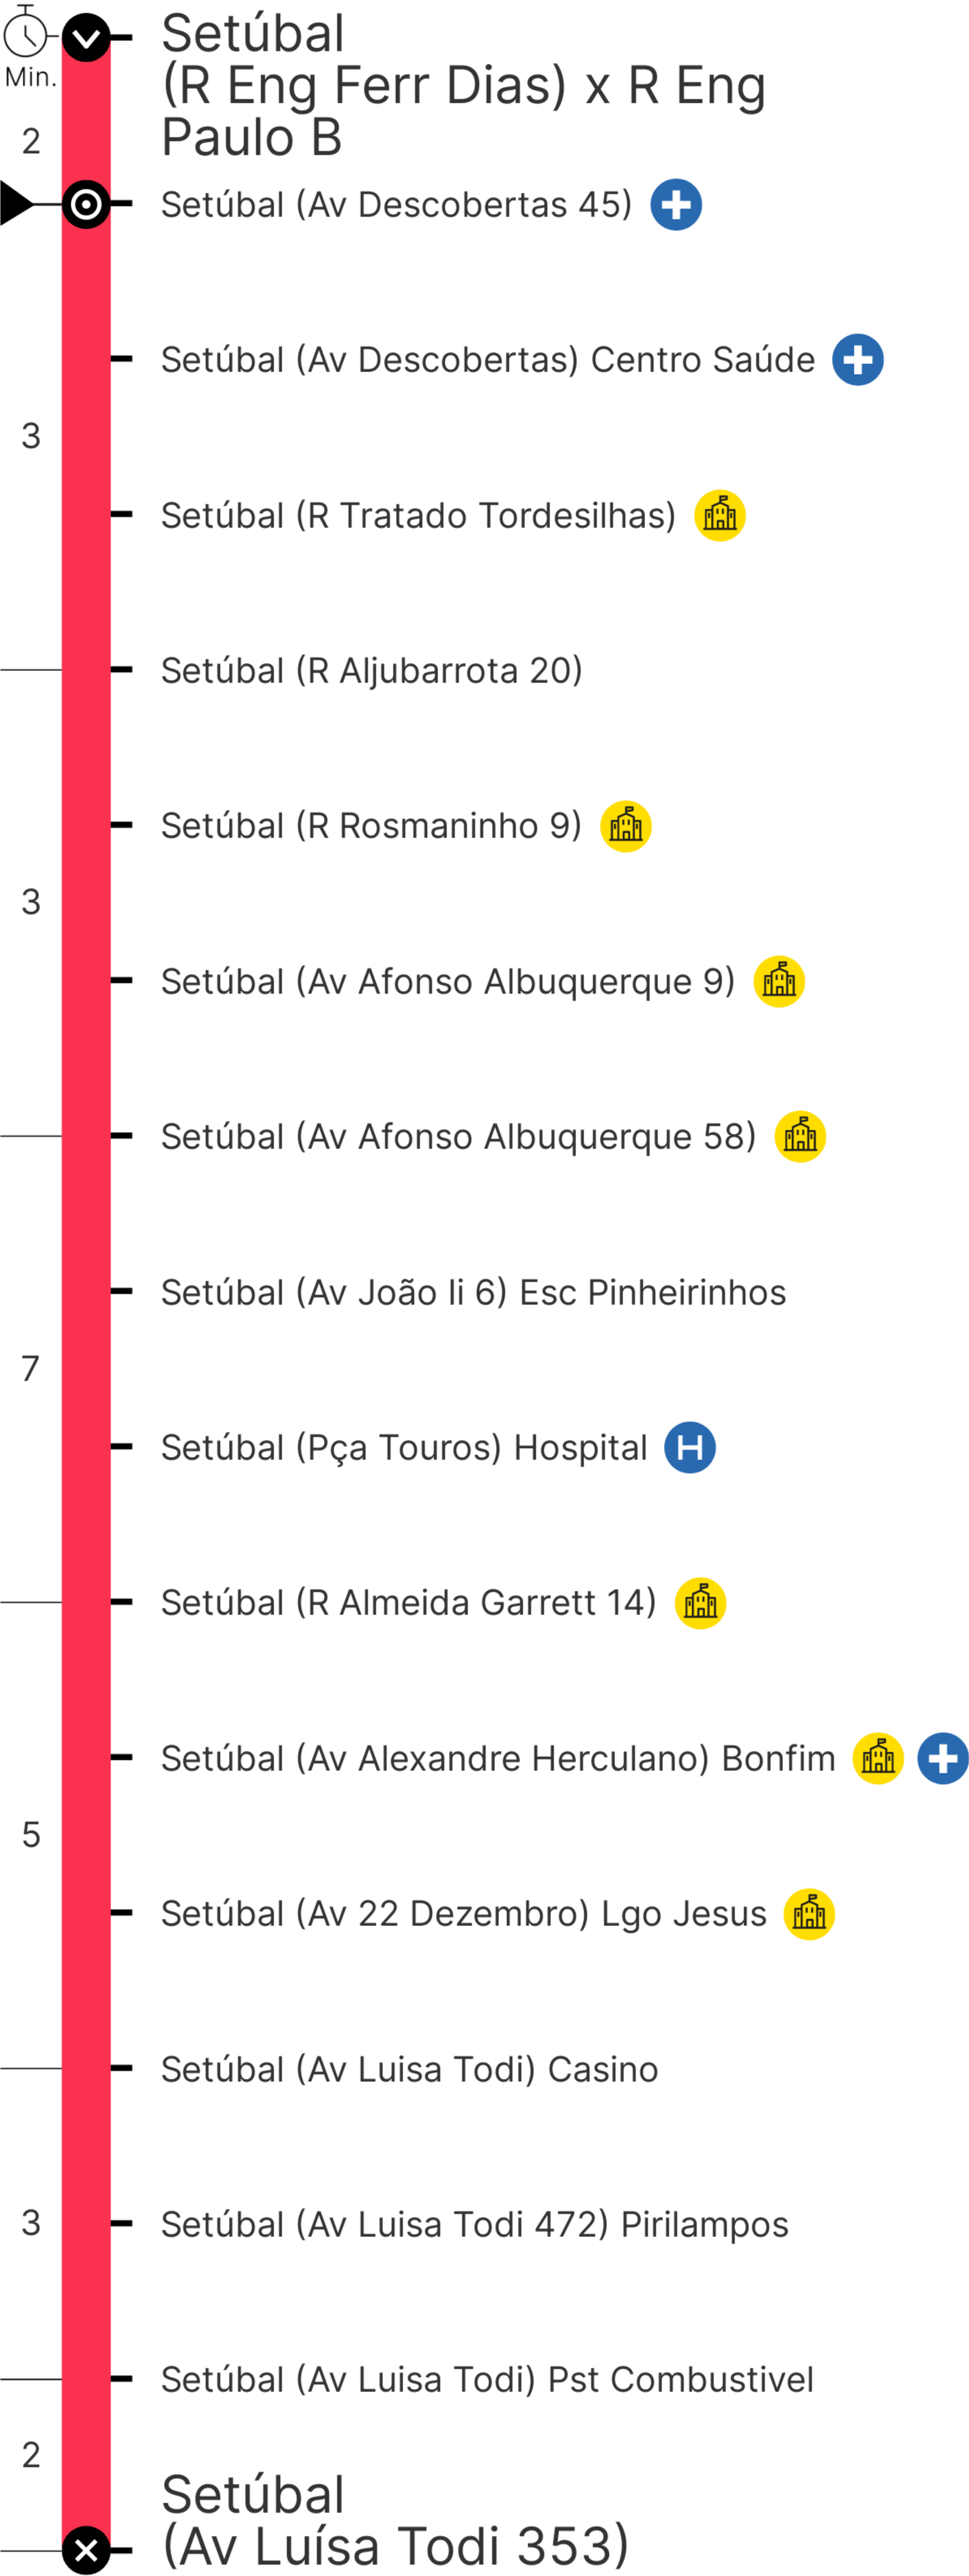 Min.
Setúbal
(R Eng Ferr Dias) x R Eng
Paulo B
2
Setúbal (Av Descobertas 45)
Setúbal (Av Descobertas) Centro Saúde
3
Setúbal (R Tratado Tordesilhas)
Setúbal (R Aljubarrota 20)
Setúbal (R Rosmaninho 9)
3
Setúbal (Av Afonso Albuquerque 9)
Setúbal (Av Afonso Albuquerque 58)
Setúbal (Av João Ii 6) Esc Pinheirinhos
7
Setúbal (Pça Touros) Hospital H
Setúbal (R Almeida Garrett 14)
Setúbal (Av Alexandre Herculano) Bonfim
5
Setúbal (Av 22 Dezembro) Lgo Jesus
Setúbal (Av Luisa Todi) Casino
3
Setúbal (Av Luisa Todi 472) Pirilampos
Setúbal (Av Luisa Todi) Pst Combustivel
2
Setúbal
(Av Luísa Todi 353)